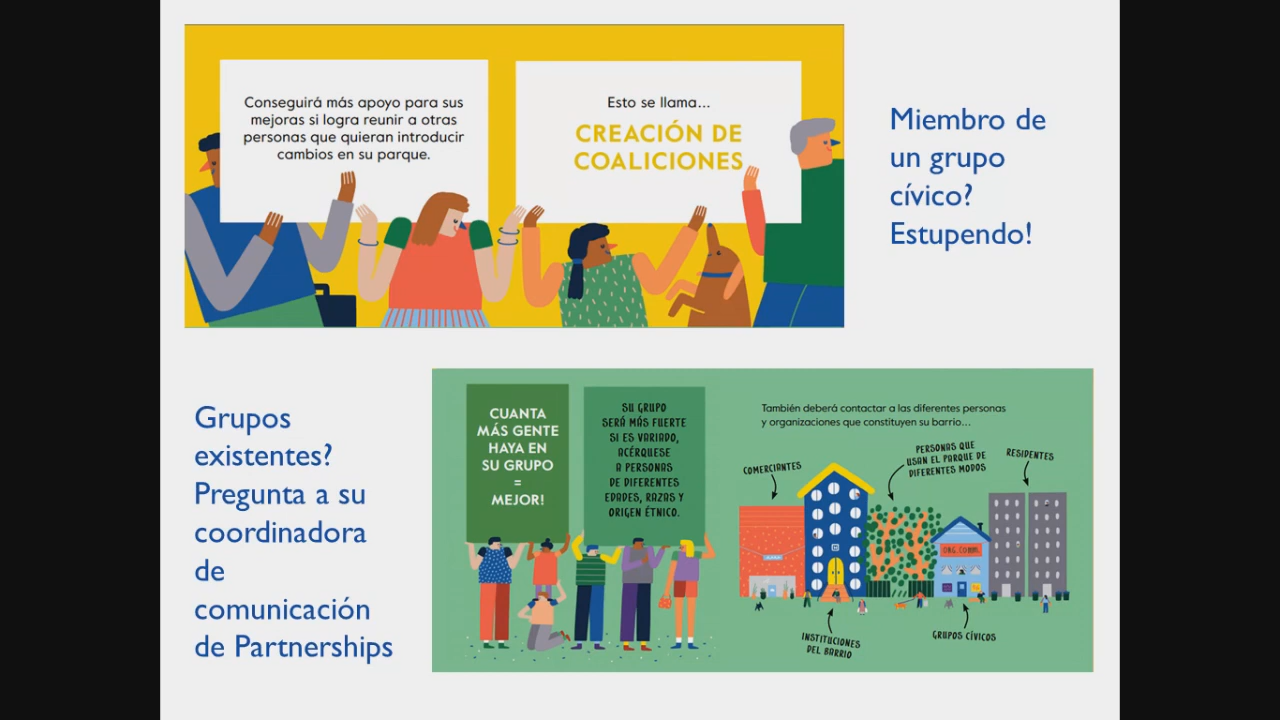 Conseguirá más apoyo para sus
mejoras si logra reunir a otras
personas que quieran introducir
cambios en su parque.
Esto se llama...
CREACIÓN DE
COALICIONES
Miembro de
un grupo
cívico?
Estupendo!
Grupos
existentes?
Pregunta a su
coordinadora
de
comunicación
de Partnerships
CUANTA
MÁS GENTE
HAYA EN
SU GRUPO
=
MEJOR!
SU GRUPO
SERÁ MÁS FUERTE
SI ES VARIADO,
ACÉRQUESE
A PERSONAS
DE DIFERENTES
EDADES, RAZAS Y
ORIGEN ÉTNICO.
También deberá contactar a las diferentes personas
y organizaciones que constituyen su barrio...
COMERCIANTES
PERSONAS QUE
USAN EL PARQUE DE
DIFERENTES MODOS
RESIDENTES
ORG. COMM.
INSTITUCIONES
DEL BARRIO
GRUPOS CÍVICOS